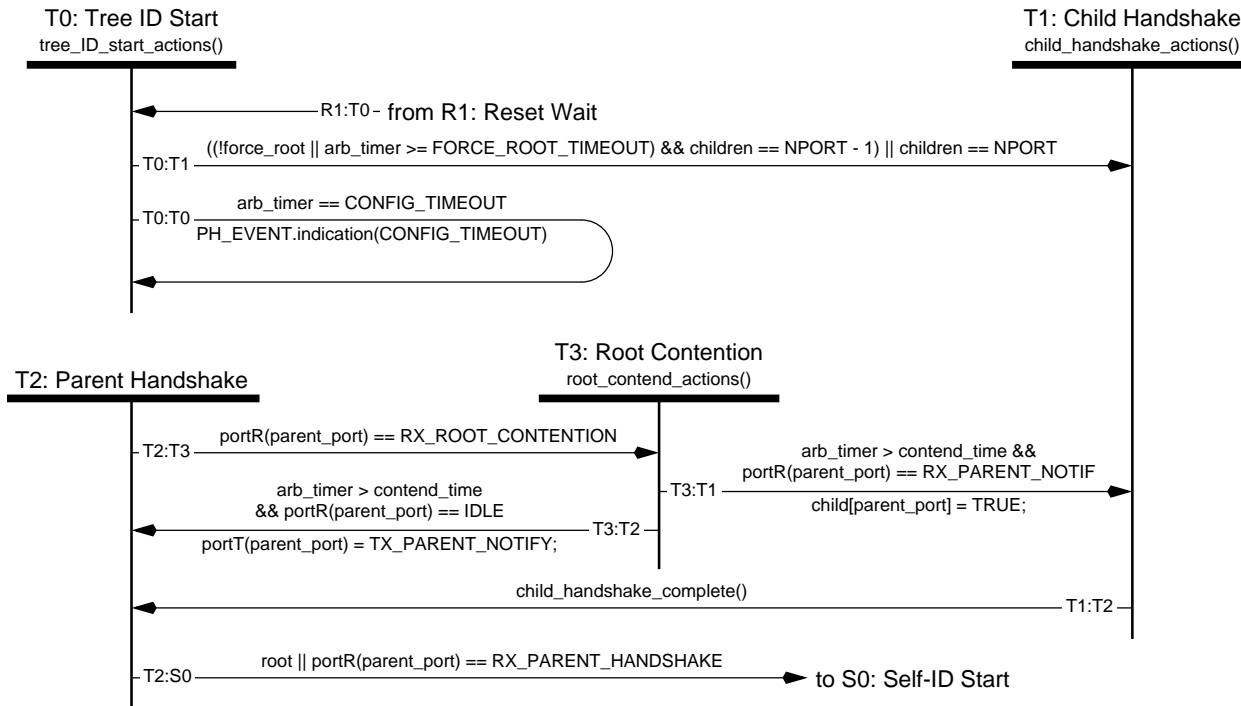 T0: Tree ID Start
tree_ID_start_actions()
T1: Child Handshake
child_handshake_actions()
R1:T0 from R1: Reset Wait
((!force_root || arb_timer >= FORCE_ROOT_TIMEOUT) && children == NPORT - 1) || children == NPORT
T0:T1
arb_timer == CONFIG_TIMEOUT
T0:T0
PH_EVENT.indication(CONFIG_TIMEOUT)
T3: Root Contention
root_contend_actions()
T2: Parent Handshake
portR(parent_port) == RX_ROOT_CONTENTION
T2:T3
arb_timer > contend_time &&
portR(parent_port) == RX_PARENT_NOTIF
T3:T1
child[parent_port] = TRUE;
arb_timer > contend_time
&& portR(parent_port) == IDLE
T3:T2
portT(parent_port) = TX_PARENT_NOTIFY;
child_handshake_complete()
T1:T2
root || portR(parent_port) == RX_PARENT_HANDSHAKE
T2:S0 to S0: Self-ID Start